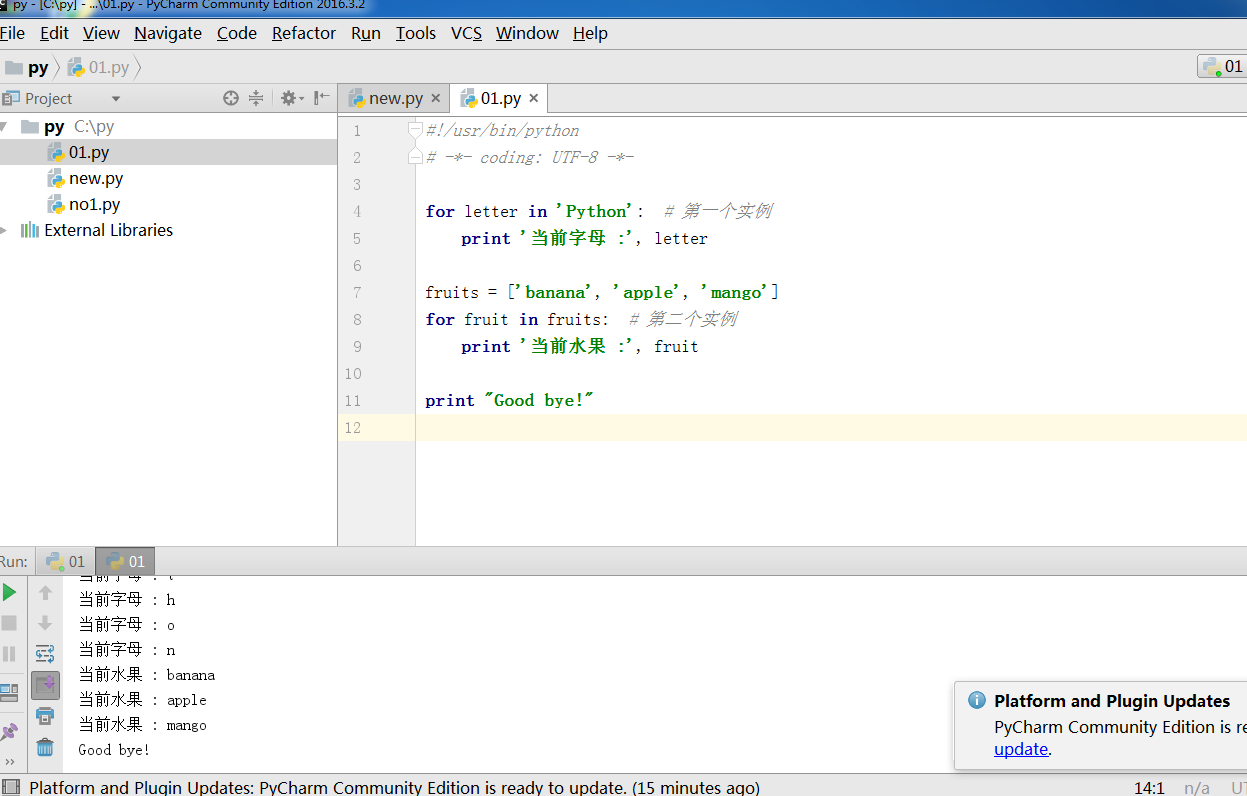 py - [C:\py] - ...\01.py - PyCharm Community Edition 2016.3.2
File Edit View Navigate Code Refactor Run Tools VCS Window Help
py 01.py 01
Project new.py 01.py
py C:\py
01.py
new.py
no1.py
External Libraries
1 #!/usr/bin/python
2 # -*- coding: UTF-8 -*-
3
4 for letter in 'Python': # 第一个实例
5 print '当前字母 :', letter
6
7 fruits = ['banana', 'apple', 'mango']
8 for fruit in fruits: # 第二个实例
9 print '当前水果 :', fruit
10
11 print "Good bye!"
12
Run: 01 01
当前字母 : t
当前字母 : h
当前字母 : o
当前字母 : n
当前水果 : banana
当前水果 : apple
当前水果 : mango
Good bye!
Platform and Plugin Updates
PyCharm Community Edition is re
update.
Platform and Plugin Updates: PyCharm Community Edition is ready to update. (15 minutes ago) 14:1 n/a UT